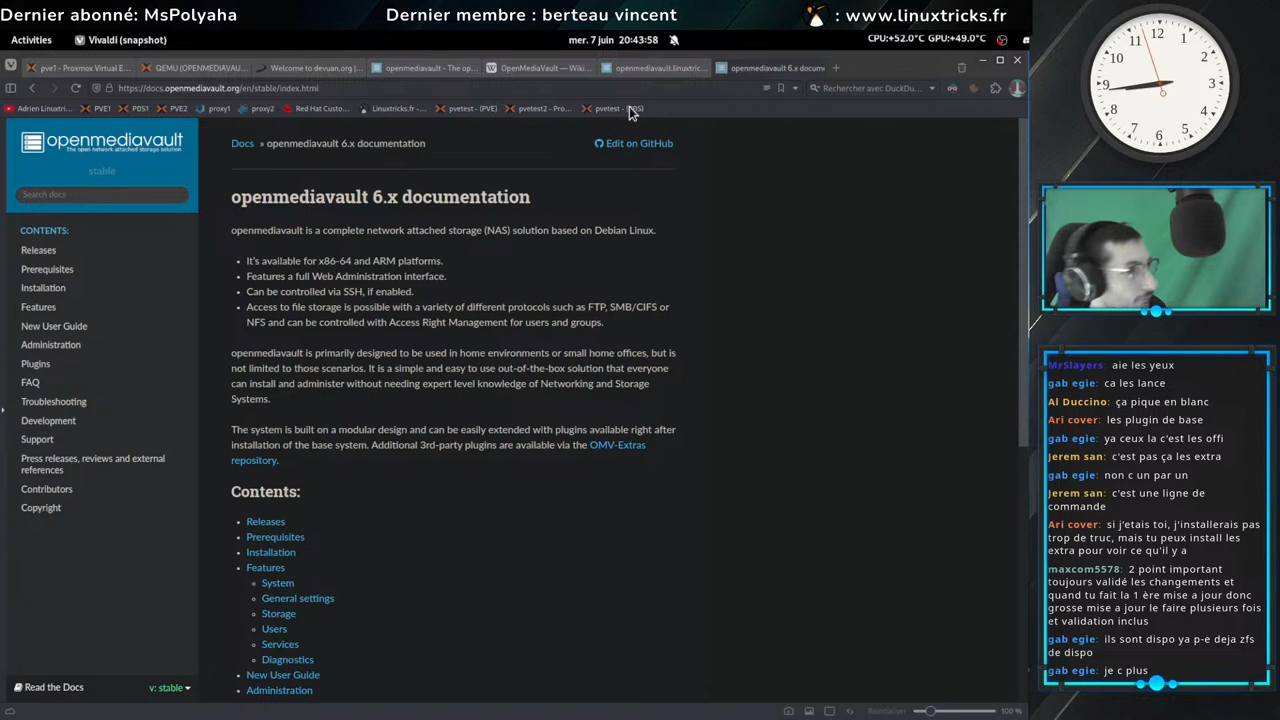 Dernier abonné: MsPolyaha
Dernier membre : berteau vincent
: www.linuxtricks.fr
Activities
Vivaldi (snapshot)
mer. 7 juin 20:43:58
CPU:+52.0°C GPU:+49.0°C
pve1 - Proxmox Virtual E...
QEMU (OPENMEDIAVAU...
Welcome to devuan.org |...
openmediavault - The op...
OpenMediaVault — Wiki...
openmediavault.linuxtric...
openmediavault 6.x docum
https://docs.openmediavault.org/en/stable/index.html
Rechercher avec DuckDu...
Adrien Linuxtri...
PVE1
PBS1
PVE2
proxy1
proxy2
Red Hat Custo...
Linuxtricks.fr -...
pvetest - (PVE)
pvetest2 - Pro...
pvetest - (PBS)
openmediavault
The open network attached storage solution
stable
Search docs
CONTENTS:
Releases
Prerequisites
Installation
Features
New User Guide
Administration
Plugins
FAQ
Troubleshooting
Development
Support
Press releases, reviews and external
references
Contributors
Copyright
Read the Docs
v: stable
Docs » openmediavault 6.x documentation
Edit on GitHub
openmediavault 6.x documentation
openmediavault is a complete network attached storage (NAS) solution based on Debian Linux.
• It's available for x86-64 and ARM platforms.
• Features a full Web Administration interface.
• Can be controlled via SSH, if enabled.
• Access to file storage is possible with a variety of different protocols such as FTP, SMB/CIFS or
NFS and can be controlled with Access Right Management for users and groups.
openmediavault is primarily designed to be used in home environments or small home offices, but is
not limited to those scenarios. It is a simple and easy to use out-of-the-box solution that everyone
can install and administer without needing expert level knowledge of Networking and Storage
Systems.
The system is built on a modular design and can be easily extended with plugins available right after
installation of the base system. Additional 3rd-party plugins are available via the OMV-Extras
repository.
Contents:
• Releases
• Prerequisites
• Installation
• Features
System
General settings
Storage
Users
Services
Diagnostics
• New User Guide
• Administration
Réinitialiser
100 %
12
1
2
3
4
5
6
7
8
9
10
11
MrSlayers: aie les yeux
gab egie: ca les lance
Al Duccino: ça pique en blanc
Ari cover: les plugin de base
gab egie: ya ceux la c'est les offi
Jerem san: c'est pas ça les extra
gab egie: non c un par un
Jerem san: c'est une ligne de
commande
Ari cover: si j'etais toi, j'installerais pas
trop de truc, mais tu peux install les
extra pour voir ce qu'il y a
maxcom5578: 2 point important
toujours validé les changements et
quand tu fait la 1 ère mise a jour donc
grosse mise a jour le faire plusieurs fois
et validation inclus
gab egie: ils sont dispo ya p-e deja zfs
de dispo
gab egie: je c plus